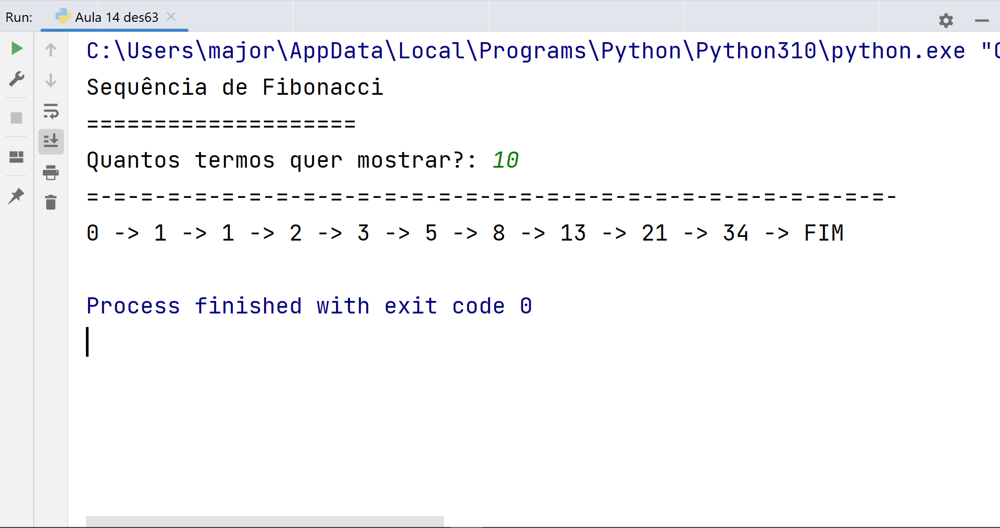 Run: Aula 14 des63
C:\Users\major\AppData\Local\Programs\Python\Python310\python.exe "C
Sequência de Fibonacci
====================
Quantos termos quer mostrar?: 10
=-=-=-=-=-=-=-=-=-=-=-=-=-=-=-=-=-=-=-=-=-=-=-=-=-=-=-=-=-=-
0 -> 1 -> 1 -> 2 -> 3 -> 5 -> 8 -> 13 -> 21 -> 34 -> FIM
Process finished with exit code 0